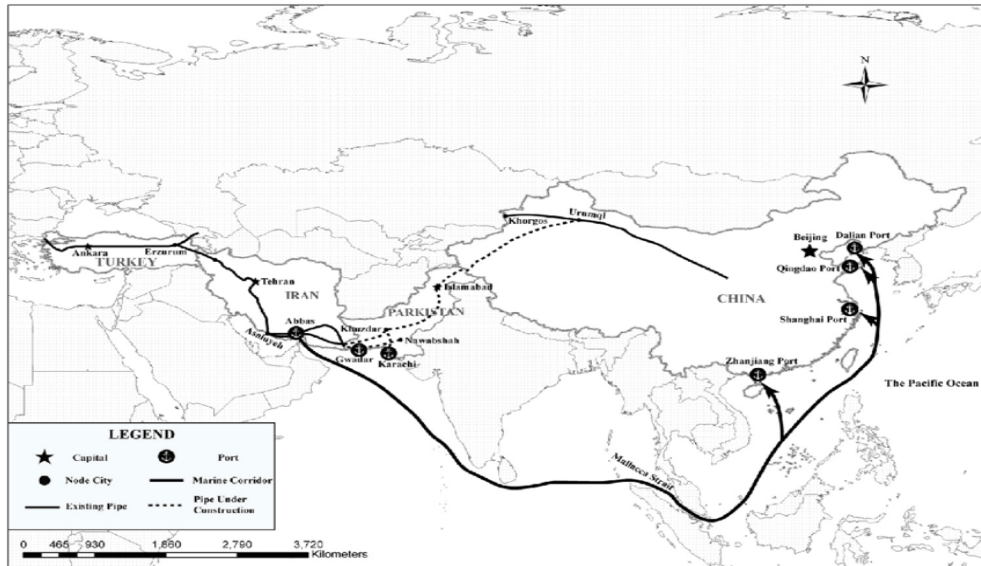 N
Khorgos
Urumqi
Beijing
Dalian Port
Qingdao Port
Ankara
Erzurum
TURKEY
Tehran
IRAN
Islamabad
PARKISTAN
CHINA
Abbas
Asaluyeh
Khuzdar
Nawabshah
Gwadar
Karachi
Shanghai Port
Zhanjiang Port
The Pacific Ocean
Mallacca Strait
LEGEND
Capital
Port
Node City
Marine Corridor
Existing Pipe
Pipe Under
Construction
0 465 930 1,860 2,790 3,720
Kilometers